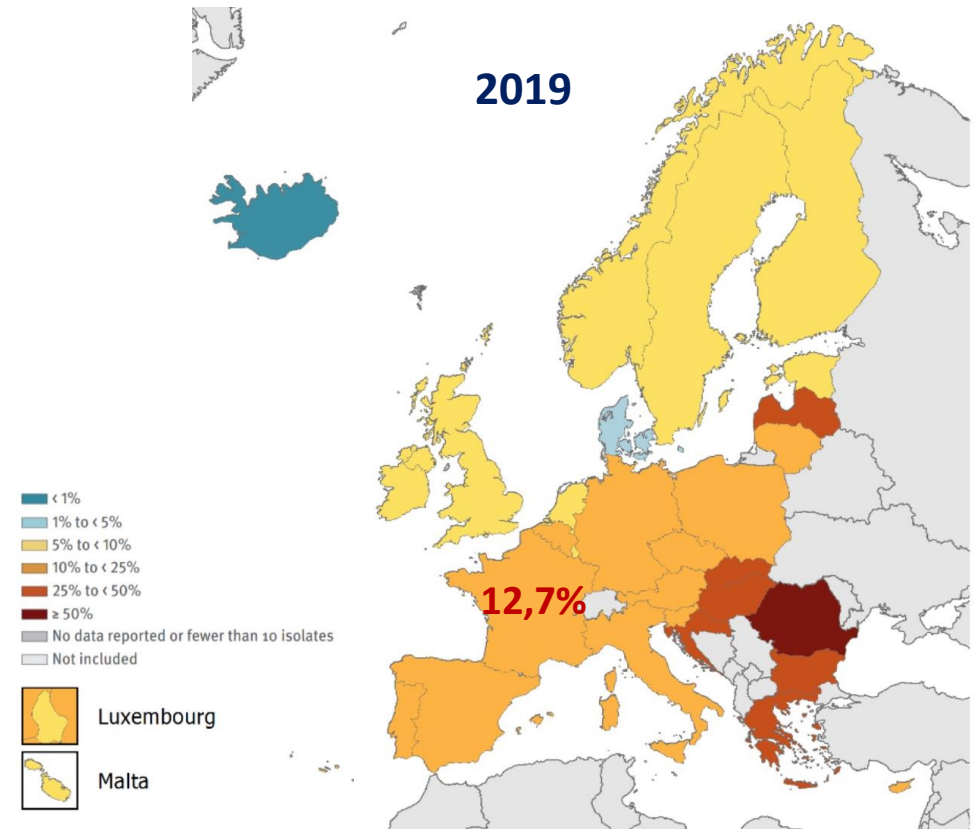 2019
< 1%
1% to < 5%
5% to < 10%
10% to < 25%
25% to < 50%
≥ 50%
No data reported or fewer than 10 isolates
Not included
Luxembourg
Malta
12,7%